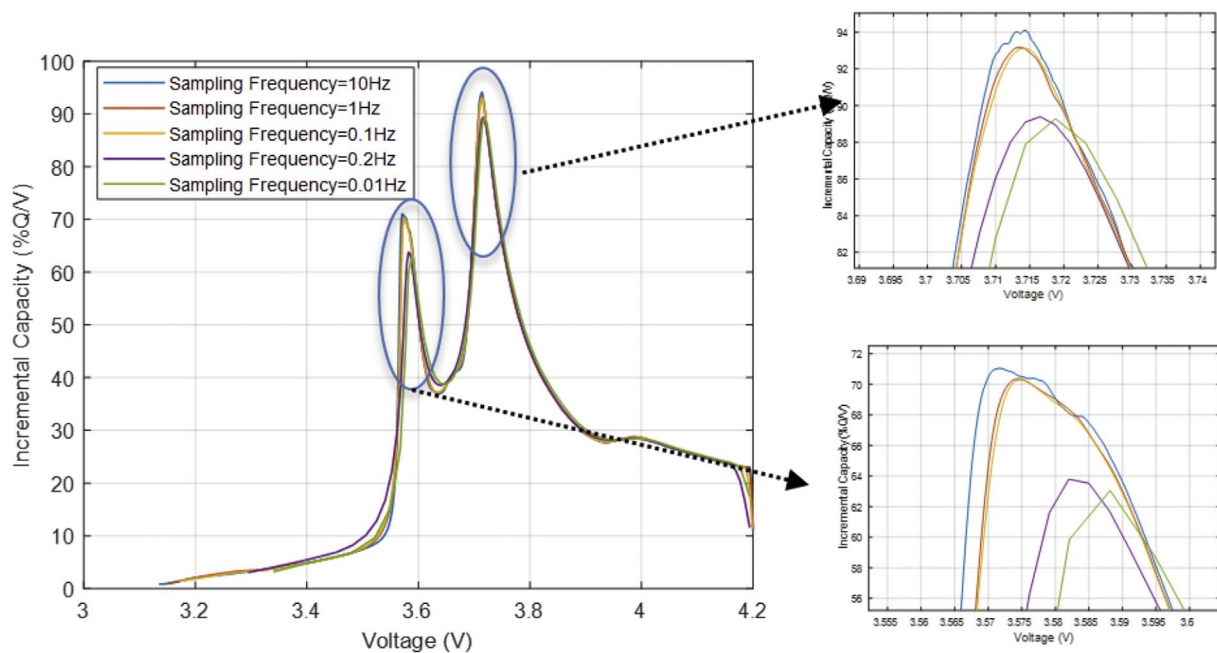 100
90
80
70
60
50
40
30
20
10
0
Incremental Capacity (%Q/V)
3 3.2 3.4 3.6 3.8 4 4.2
Voltage (V)
Sampling Frequency=10Hz
Sampling Frequency=1Hz
Sampling Frequency=0.1Hz
Sampling Frequency=0.2Hz
Sampling Frequency=0.01Hz
94
92
90
88
86
84
82
3.69 3.695 3.7 3.705 3.71 3.715 3.72 3.725 3.73 3.735 3.74
Voltage (V)
72
70
68
66
64
62
60
58
56
Incremental Capacity(%Q/V)
3.555 3.56 3.565 3.57 3.575 3.58 3.585 3.59 3.595 3.6
Voltage (V)